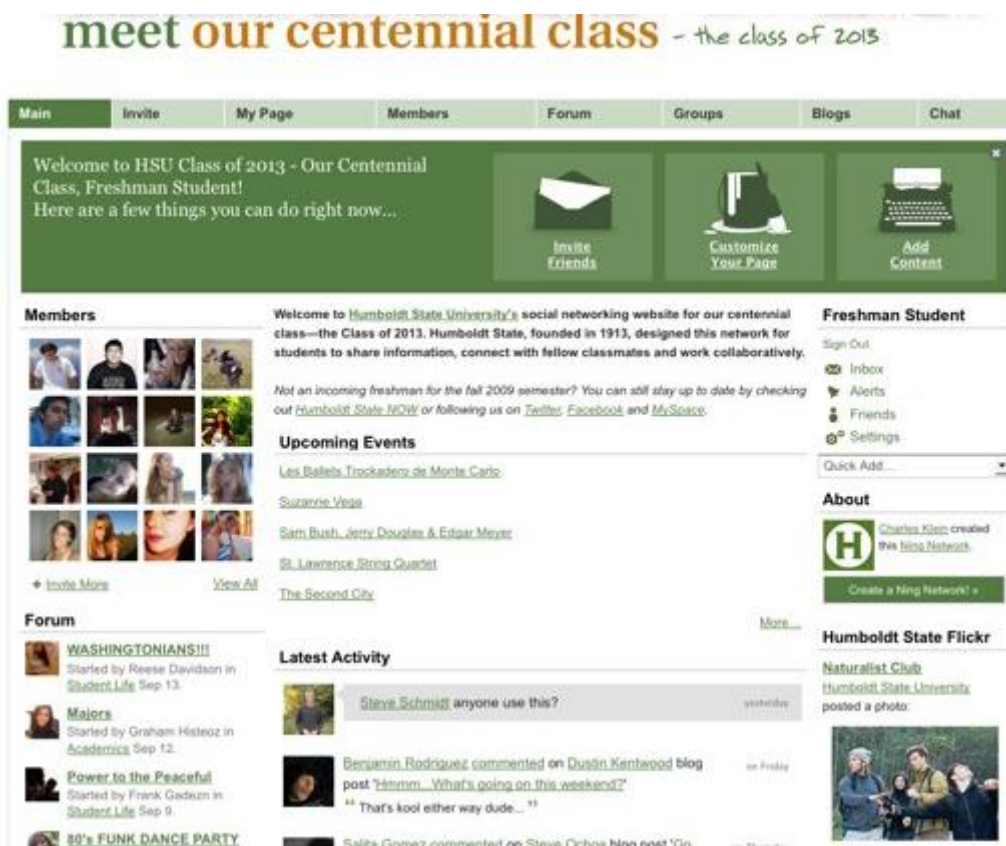 meet our centennial class - the class of 2013
Main Invite My Page Members Forum Groups Blogs Chat
Welcome to HSU Class of 2013 - Our Centennial
Class, Freshman Student!
Here are a few things you can do right now...
Invite
Friends
Customize
Your Page
Add
Content
Members
+ Invite More View All
Forum
WASHINGTONIANS!!!
Started by Reese Davidson in
Student Life Sep 13.
Majors
Started by Graham Histeoz in
Academics Sep 12.
Power to the Peaceful
Started by Frank Gadezn in
Student Life Sep 9.
80's FUNK DANCE PARTY
Welcome to Humboldt State University's social networking website for our centennial
class—the Class of 2013. Humboldt State, founded in 1913, designed this network for
students to share information, connect with fellow classmates and work collaboratively.
Not an incoming freshman for the fall 2009 semester? You can still stay up to date by checking
out Humboldt State NOW or following us on Twitter, Facebook and MySpace.
Upcoming Events
Les Ballets Trockadero de Monte Carlo
Suzanne Vega
Sam Bush, Jerry Douglas & Edgar Meyer
St. Lawrence String Quartet
The Second City
More...
Latest Activity
Steve Schmidt anyone use this? yesterday
Benjamin Rodriguez commented on Dustin Kentwood blog on Friday
post 'Hmmm...What's going on this weekend?'
“ That's kool either way dude... ”
Salita Gomez commented on Steve Ochoa blog post 'Go on Thursday
Freshman Student
Sign Out
Inbox
Alerts
Friends
Settings
Quick Add...
About
H
Charles Klein created
this Ning Network.
Create a Ning Network! »
Humboldt State Flickr
Naturalist Club
Humboldt State University
posted a photo: